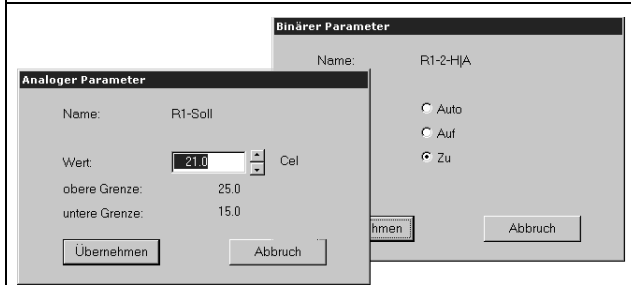 Binärer Parameter
Name: R1-2-H|A
Auto
Auf
Zu
hmen Abbruch
Analoger Parameter
Name: R1-Soll
Wert: 21.0 Cel
obere Grenze: 25.0
untere Grenze: 15.0
Übernehmen Abbruch